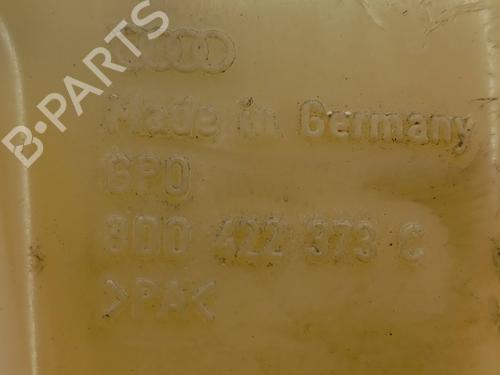 B-PARTS
Made in Germany
GPO
8D0 422 373 C
>PA<